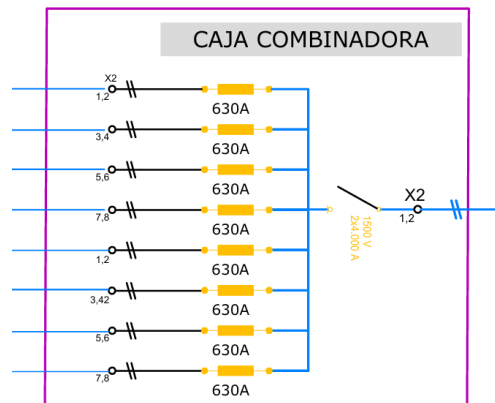 CAJA COMBINADORA
X2
1,2
630A
3,4
630A
5,6
630A
7,8
630A
X2
1,2
1500 V
2x4.000 A
1,2
630A
3,42
630A
5,6
630A
7,8
630A